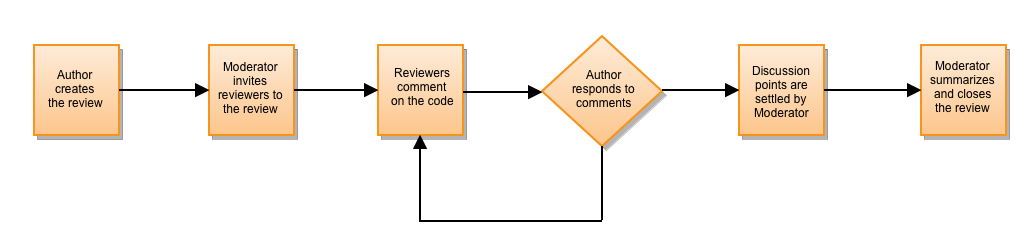 Author
creates
the review
Moderator
invites
reviewers to
the review
Reviewers
comment
on the code
Author
responds to
comments
Discussion
points are
settled by
Moderator
Moderator
summarizes
and closes
the review